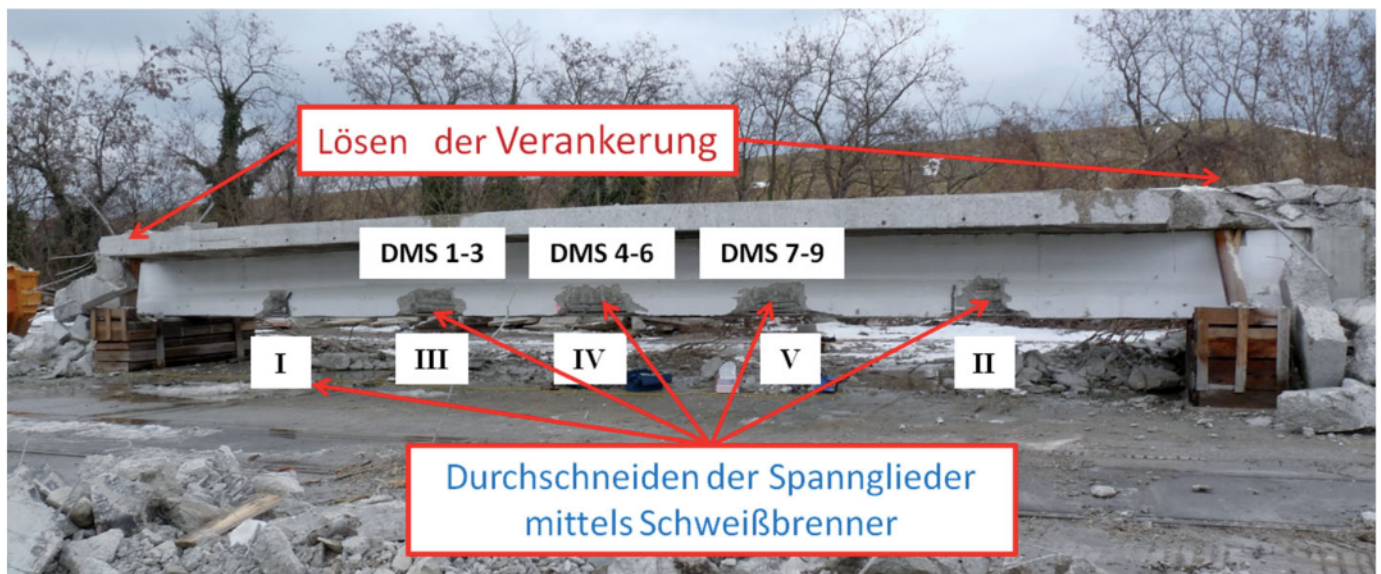 Lösen der Verankerung
DMS 1-3
DMS 4-6
DMS 7-9
I
III
IV
V
II
Durchschneiden der Spannglieder
mittels Schweißbrenner